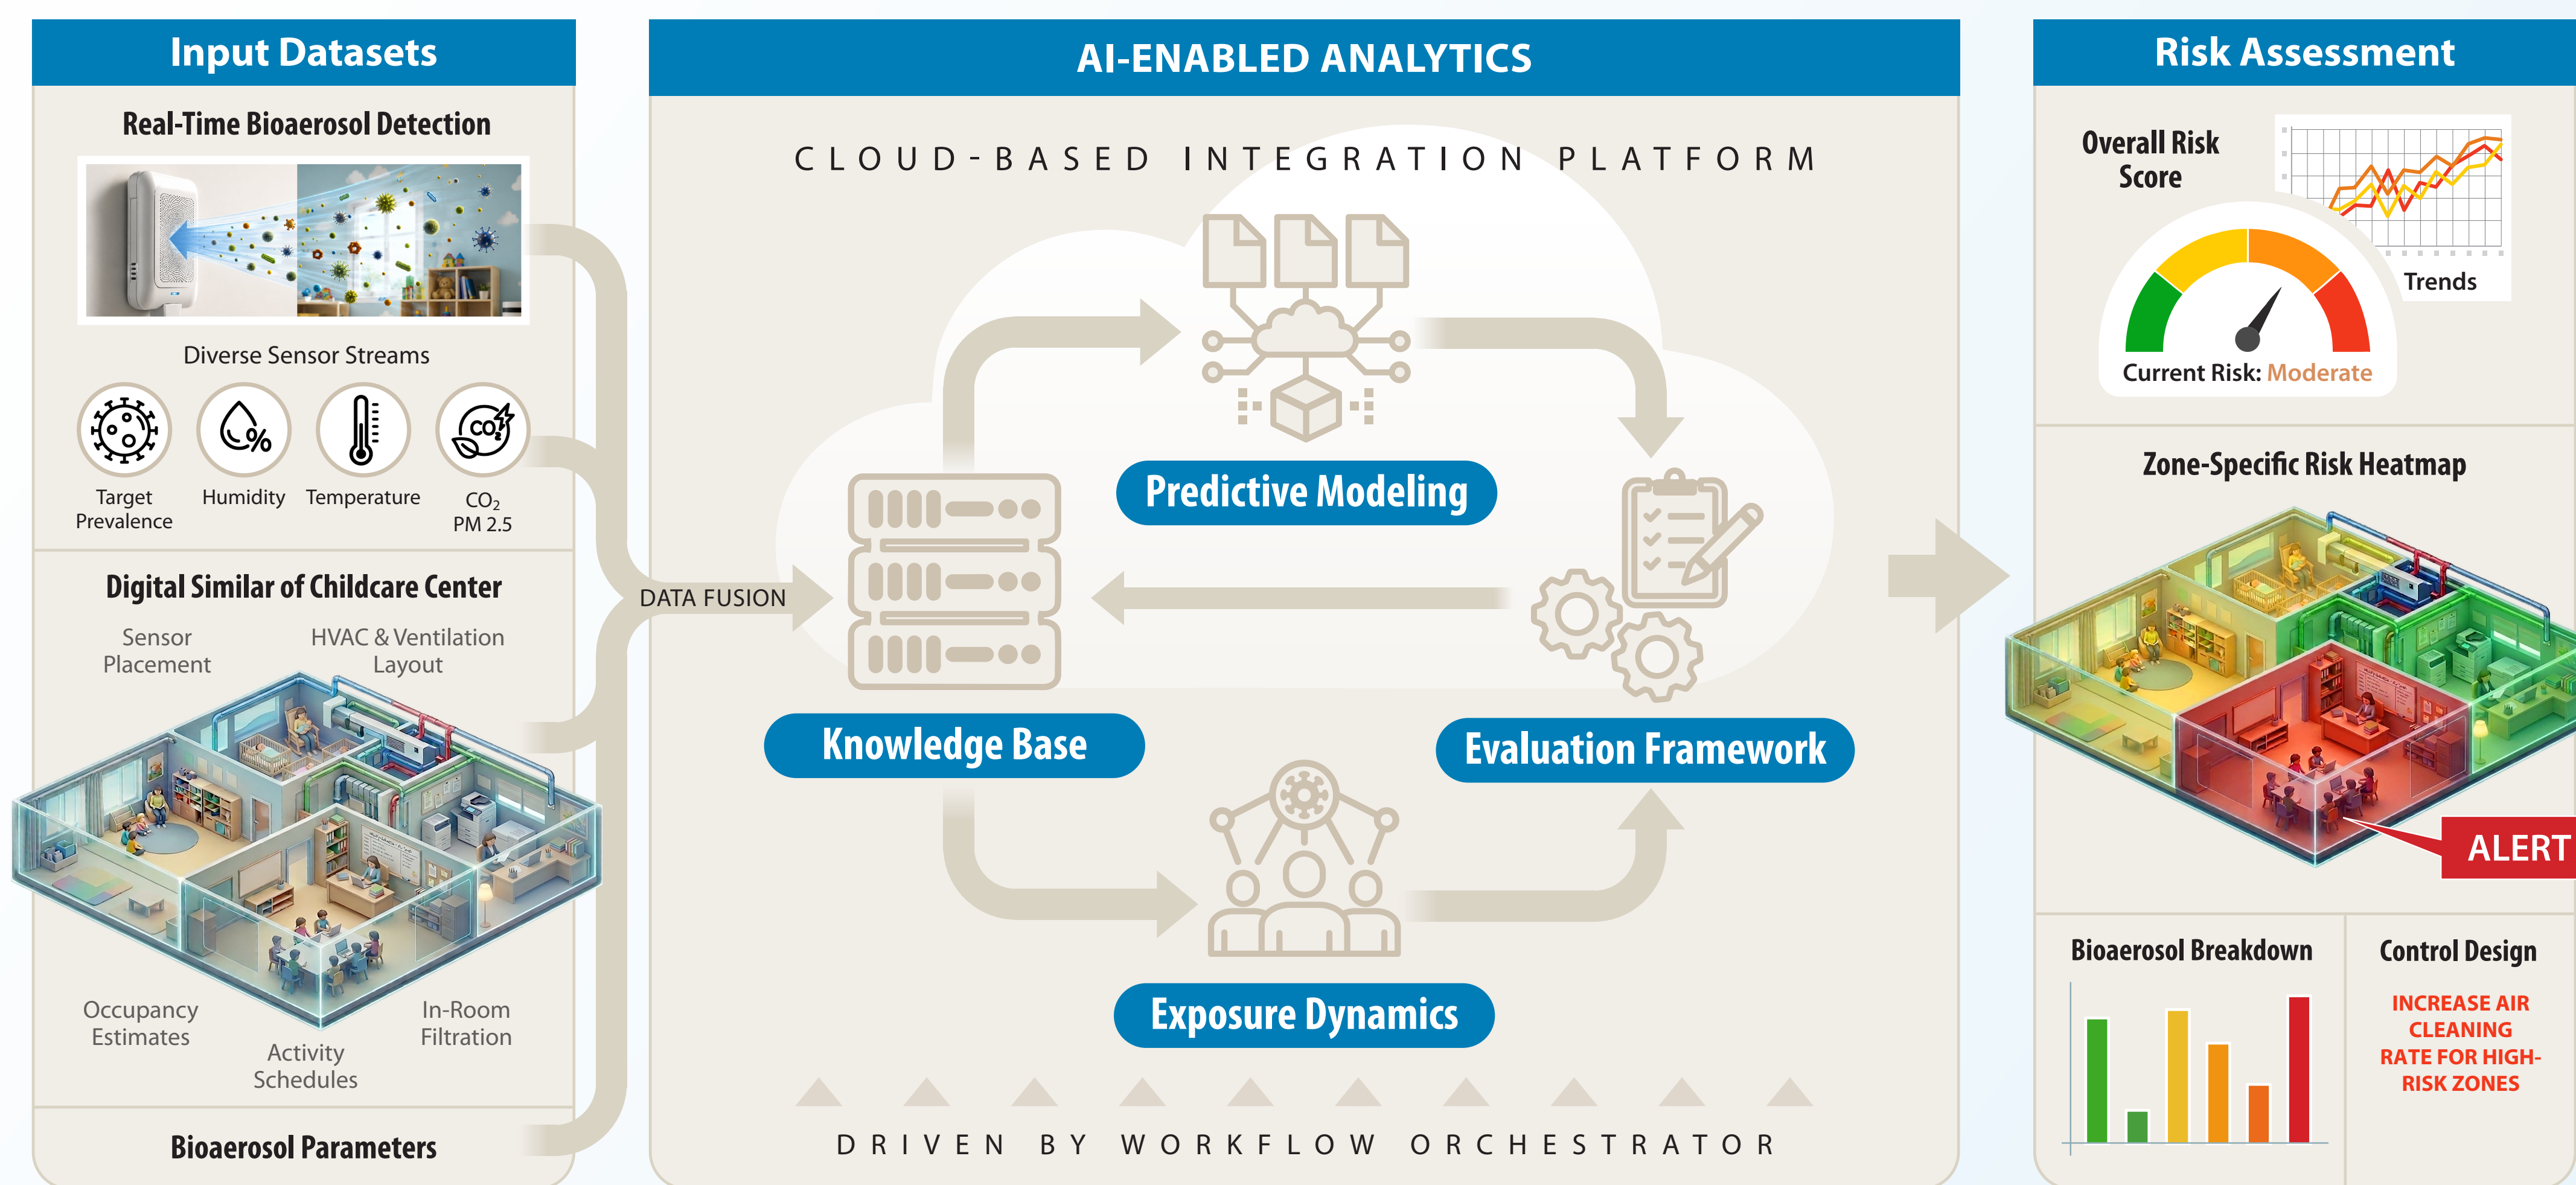 Input Datasets
Real-Time Bioaerosol Detection
Diverse Sensor Streams
%
CO₂
Target
Prevalence
Humidity
Temperature
CO₂
PM 2.5
Digital Similar of Childcare Center
Sensor
Placement
HVAC & Ventilation
Layout
Occupancy
Estimates
Activity
Schedules
In-Room
Filtration
Bioaerosol Parameters
DATA FUSION
AI-ENABLED ANALYTICS
CLOUD-BASED INTEGRATION PLATFORM
Predictive Modeling
Knowledge Base
Evaluation Framework
Exposure Dynamics
DRIVEN BY WORKFLOW ORCHESTRATOR
Risk Assessment
Overall Risk
Score
Trends
Current Risk: Moderate
Zone-Specific Risk Heatmap
ALERT
Bioaerosol Breakdown
Control Design
INCREASE AIR
CLEANING
RATE FOR HIGH-
RISK ZONES